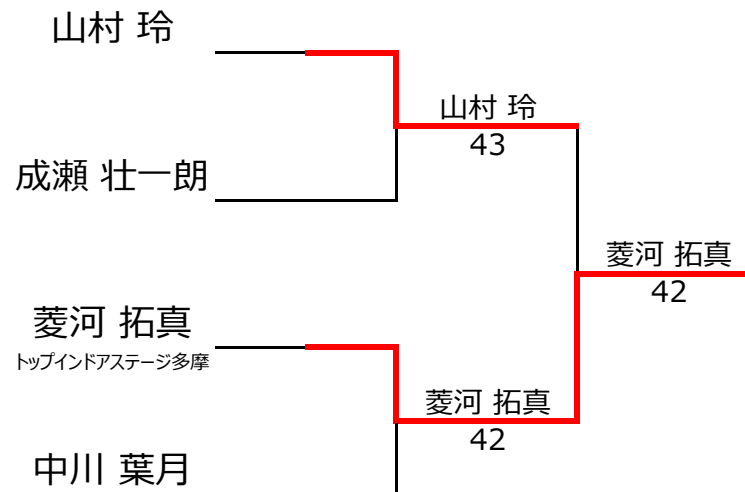 山村 玲
山村 玲
43
成瀬 壮一朗
菱河 拓真
42
菱河 拓真
トップインドアステージ多摩
菱河 拓真
42
中川 葉月